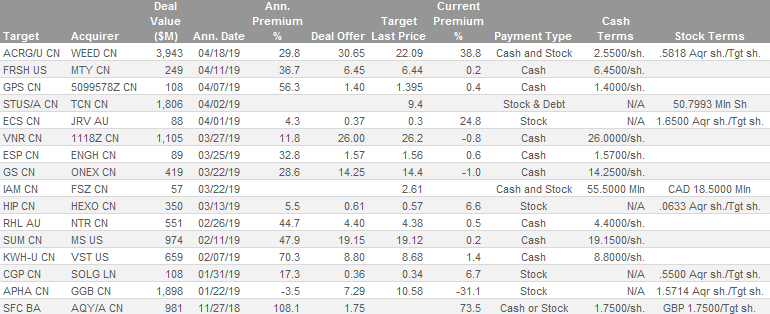 Target Acquirer Deal Value ($M) Ann. Date Ann. Premium % Deal Offer Target Last Price Current Premium % Payment Type Cash Terms Stock Terms
ACRG/U CN WEED CN 3,943 04/18/19 29.8 30.65 22.09 38.8 Cash and Stock 2.5500/sh. .5818 Aqr sh./Tgt sh.
FRSH US MTY CN 249 04/11/19 36.7 6.45 6.44 0.2 Cash 6.4500/sh.
GPS CN 5099578Z CN 108 04/07/19 56.3 1.40 1.395 0.4 Cash 1.4000/sh.
STUS/A CN TCN CN 1,806 04/02/19 9.4 Stock & Debt N/A 50.7993 Mln Sh
ECS CN JRV AU 88 04/01/19 4.3 0.37 0.3 24.8 Stock N/A 1.6500 Aqr sh./Tgt sh.
VNR CN 1118Z CN 1,105 03/27/19 11.8 26.00 26.2 -0.8 Cash 26.0000/sh.
ESP CN ENGH CN 89 03/25/19 32.8 1.57 1.56 0.6 Cash 1.5700/sh.
GS CN ONEX CN 419 03/22/19 28.6 14.25 14.4 -1.0 Cash 14.2500/sh.
IAM CN FSZ CN 57 03/22/19 2.61 Cash and Stock 55.5000 Mln CAD 18.5000 Mln
HIP CN HEXO CN 350 03/13/19 5.5 0.61 0.57 6.6 Stock N/A .0633 Aqr sh./Tgt sh.
RHL AU NTR CN 551 02/26/19 44.7 4.40 4.38 0.5 Cash 4.4000/sh.
SUM CN MS US 974 02/11/19 47.9 19.15 19.12 0.2 Cash 19.1500/sh.
KWH-U CN VST US 659 02/07/19 70.3 8.80 8.68 1.4 Cash 8.8000/sh.
CGP CN SOLG LN 108 01/31/19 17.3 0.36 0.34 6.7 Stock N/A .5500 Aqr sh./Tgt sh.
APHA CN GGB CN 1,898 01/22/19 -3.5 7.29 10.58 -31.1 Stock N/A 1.5714 Aqr sh./Tgt sh.
SFC BA AQY/A CN 981 11/27/18 108.1 1.75 73.5 Cash or Stock 1.7500/sh. GBP 1.7500/Tgt sh.